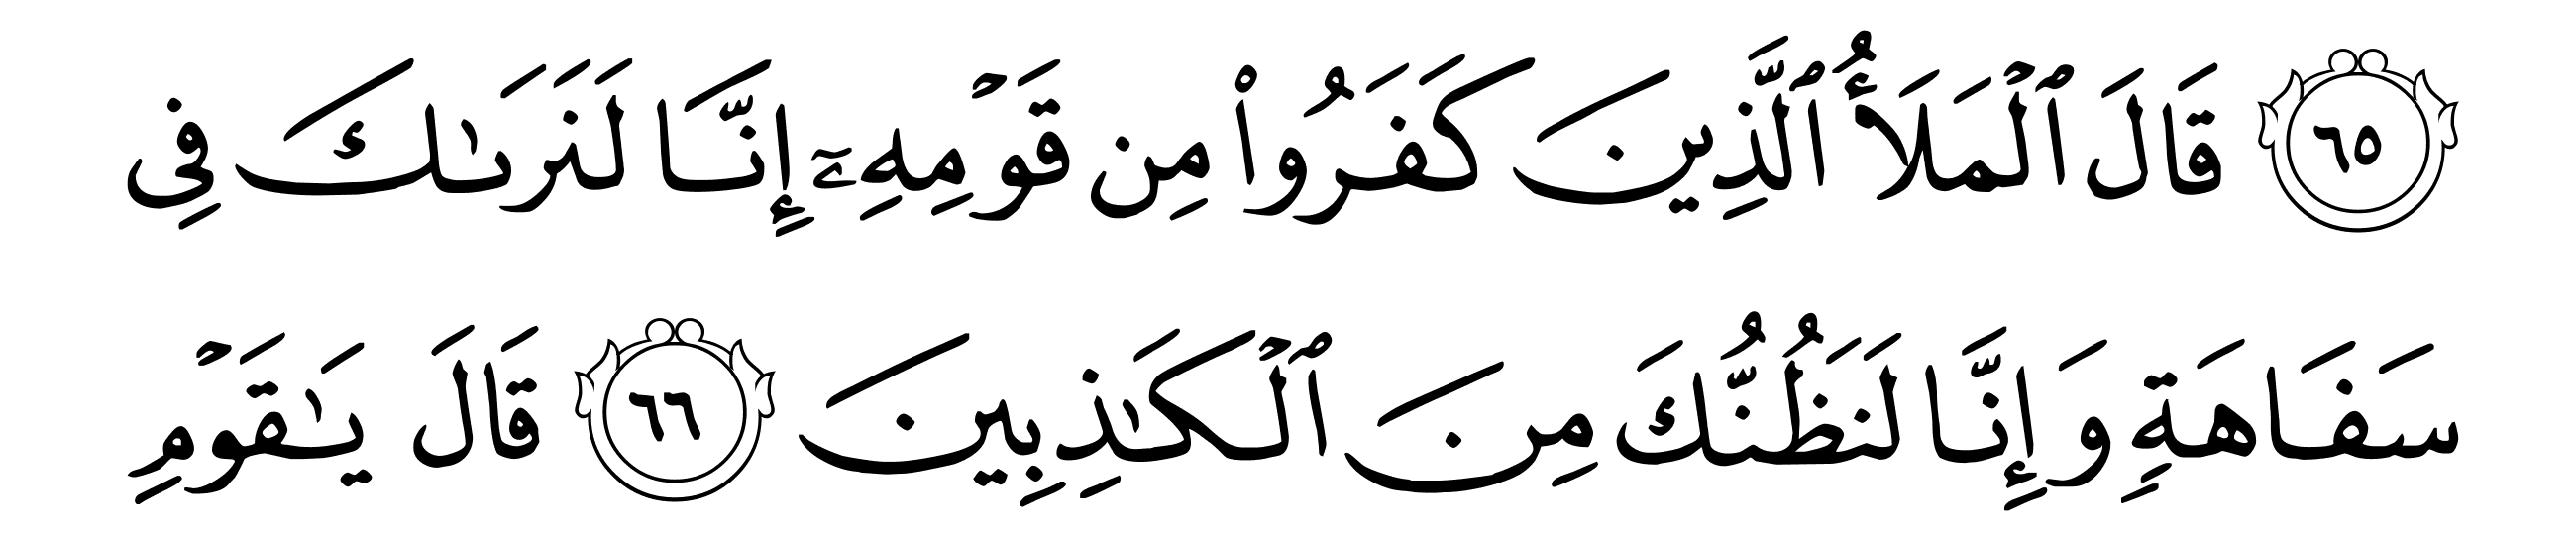 ٦٥ قَالَ ٱلۡمَلَأُ ٱلَّذِينَ كَفَرُواْ مِن قَوۡمِهِۦٓ إِنَّا لَنَرَىٰكَ فِي
سَفَاهَةٖ وَإِنَّا لَنَظُنُّكَ مِنَ ٱلۡكَٰذِبِينَ ٦٦ قَالَ يَٰقَوۡمِ